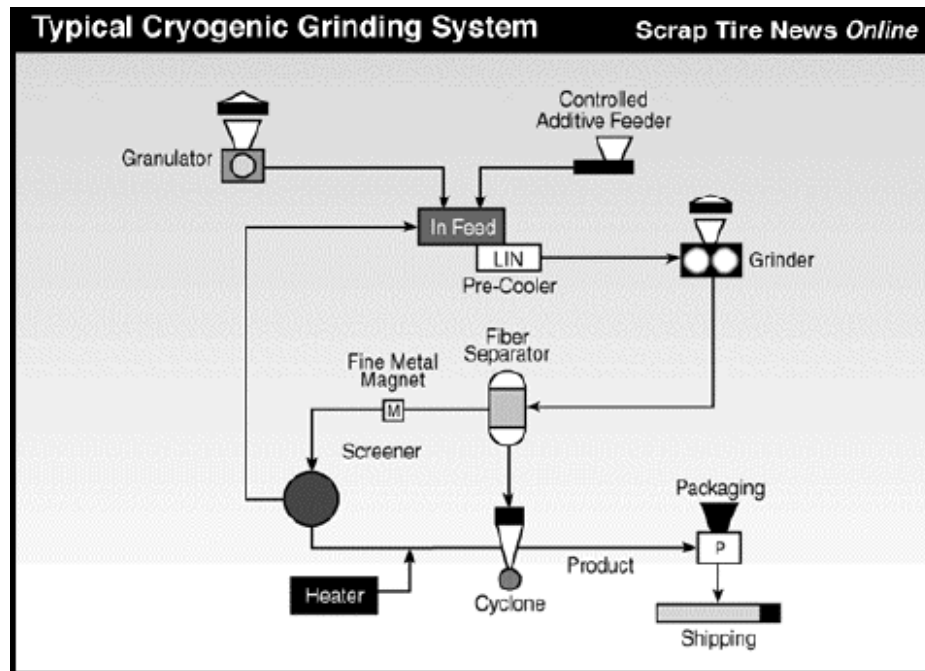 Typical Cryogenic Grinding System
Scrap Tire News Online
Controlled
Additive Feeder
Granulator
In Feed
LIN
Pre-Cooler
Grinder
Fiber
Separator
Fine Metal
Magnet
M
Screener
Packaging
P
Product
Heater
Cyclone
Shipping